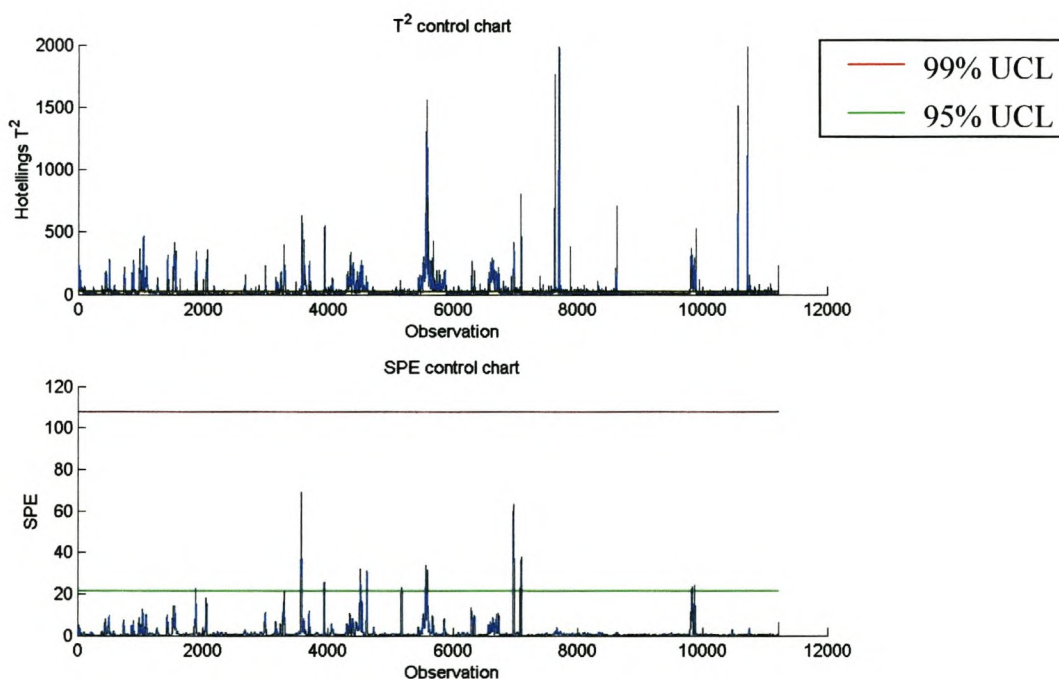 T² control chart
99% UCL
95% UCL
Hotellings T²
2000
1500
1000
500
0
0 2000 4000 6000 8000 10000 12000
Observation
SPE control chart
SPE
120
100
80
60
40
20
0
0 2000 4000 6000 8000 10000 12000
Observation